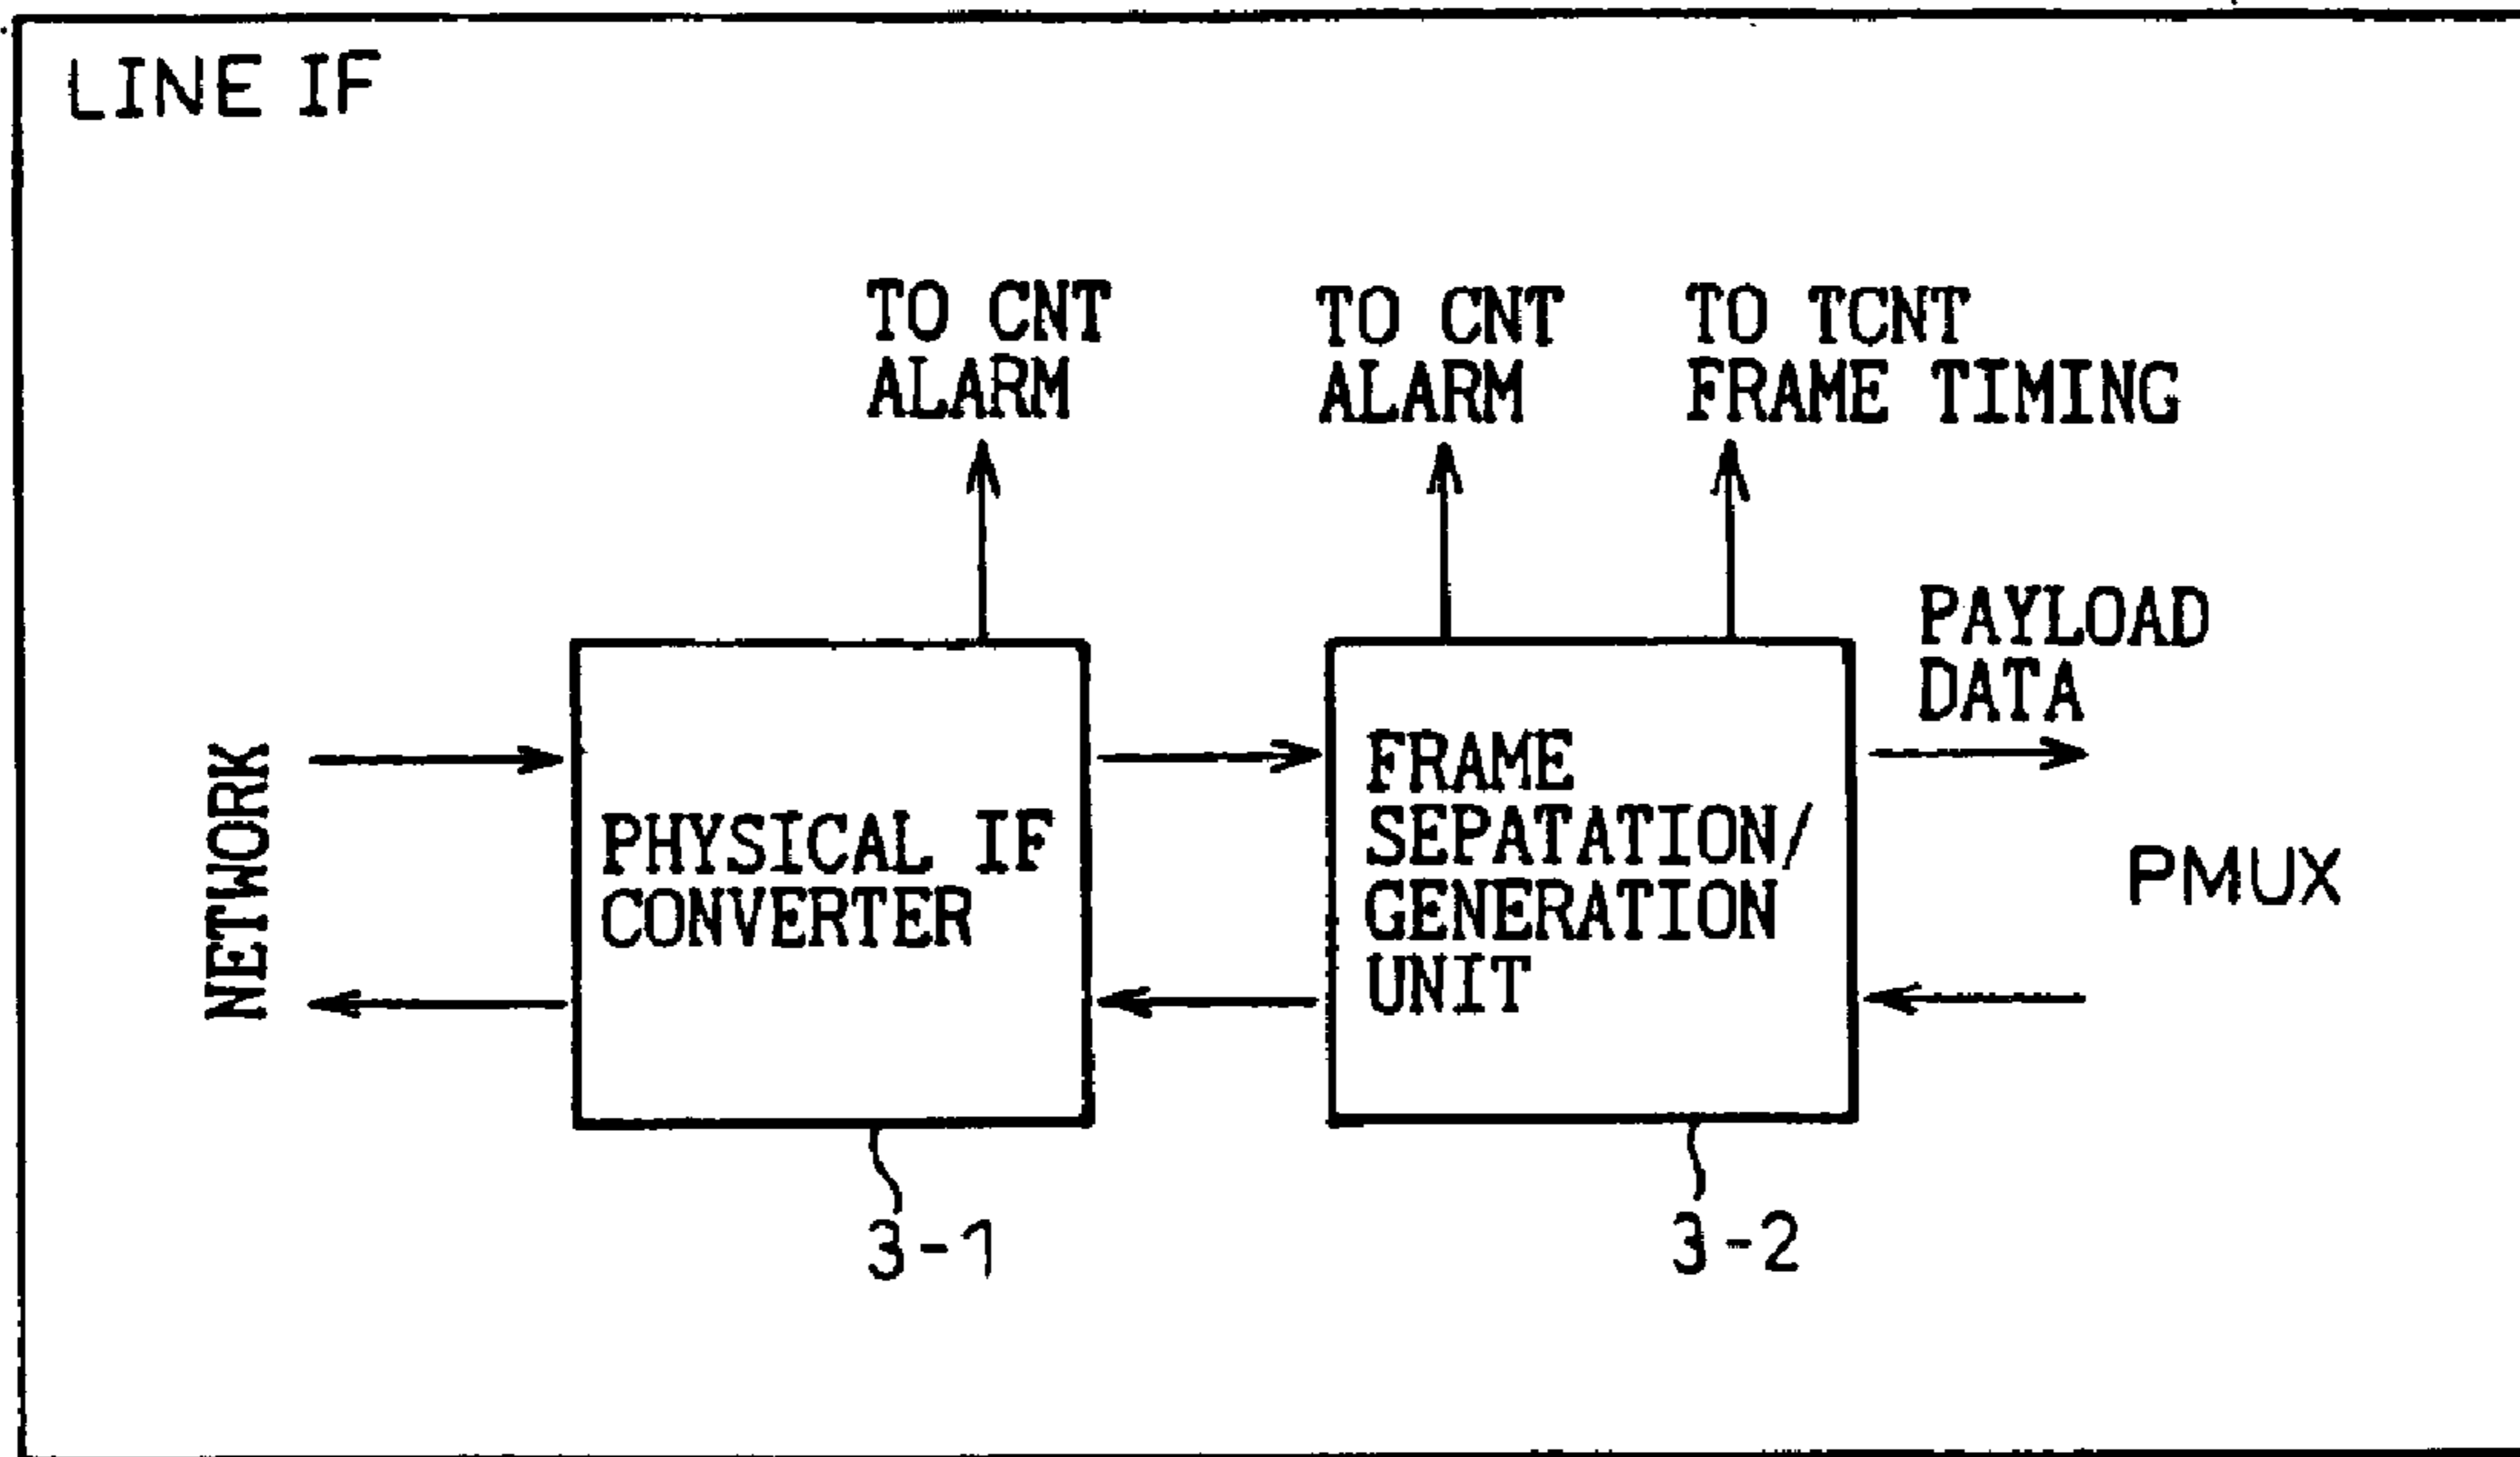 LINE IF
TO CNT
ALARM
TO CNT
ALARM
TO TCNT
FRAME TIMING
PAYLOAD
DATA
NETWORK
PHYSICAL IF
CONVERTER
FRAME
SEPATATION/
GENERATION
UNIT
PMUX
3-1
3-2